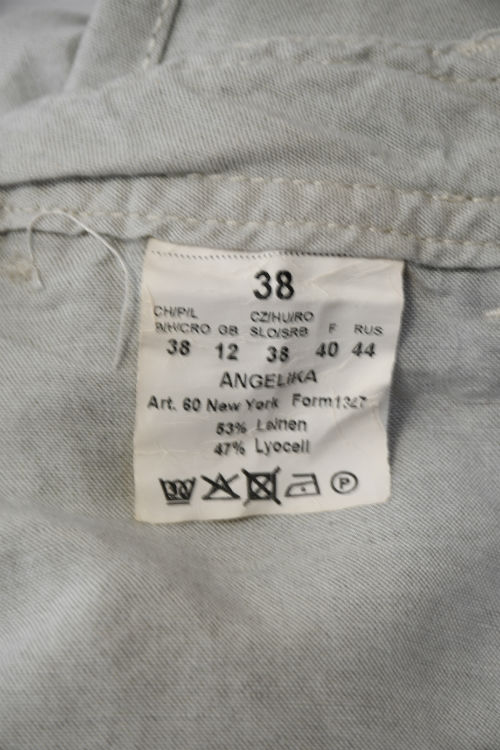 38
CH/P/L CZ/HU/RO
B/H/CRO GB SLO/SRB F RUS
38 12 38 40 44
ANGELIKA
Art. 60 New York Form1327
53% Leinen
47% Lyocell
P